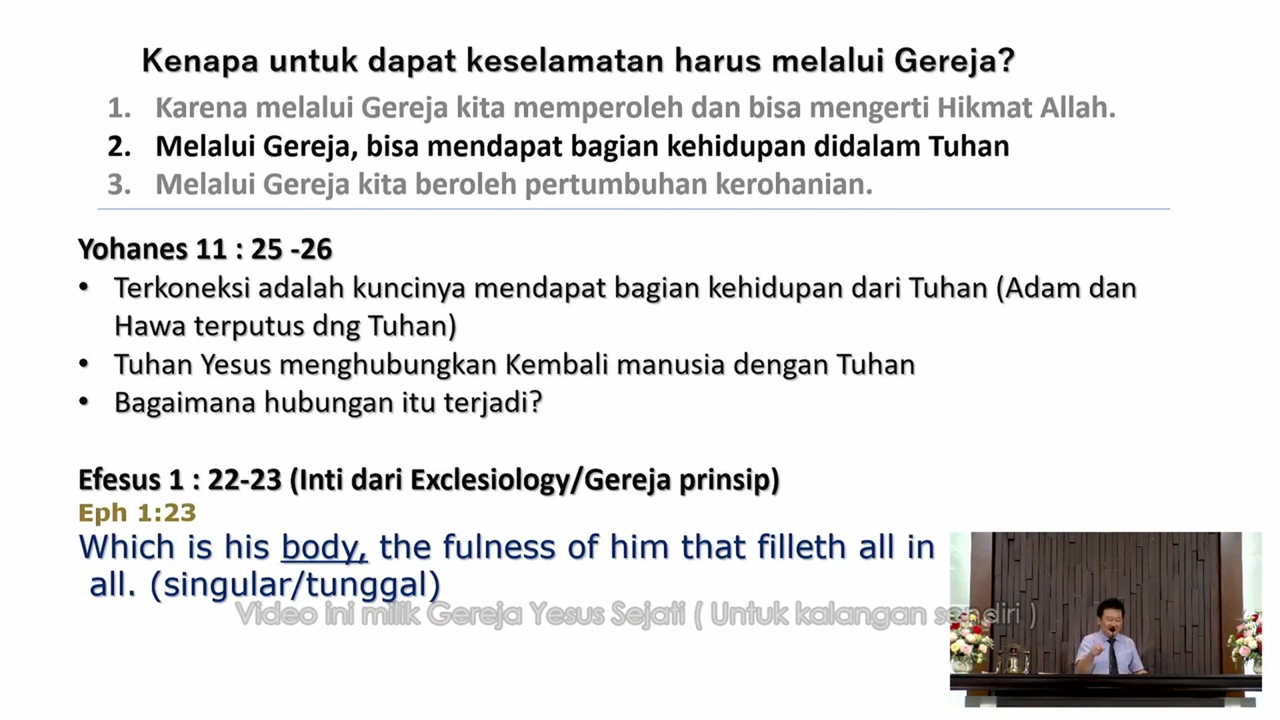 Kenapa untuk dapat keselamatan harus melalui Gereja?
1. Karena melalui Gereja kita memperoleh dan bisa mengerti Hikmat Allah.
2. Melalui Gereja, bisa mendapat bagian kehidupan didalam Tuhan
3. Melalui Gereja kita beroleh pertumbuhan kerohanian.
Yohanes 11 : 25 -26
• Terkoneksi adalah kuncinya mendapat bagian kehidupan dari Tuhan (Adam dan
Hawa terputus dng Tuhan)
• Tuhan Yesus menghubungkan Kembali manusia dengan Tuhan
• Bagaimana hubungan itu terjadi?
Efesus 1 : 22-23 (Inti dari Exclesiology/Gereja prinsip)
Eph 1:23
Which is his body, the fulness of him that filleth all in
all. (singular/tunggal)
Video ini milik Gereja Yesus Sejati ( Untuk kalangan sendiri )